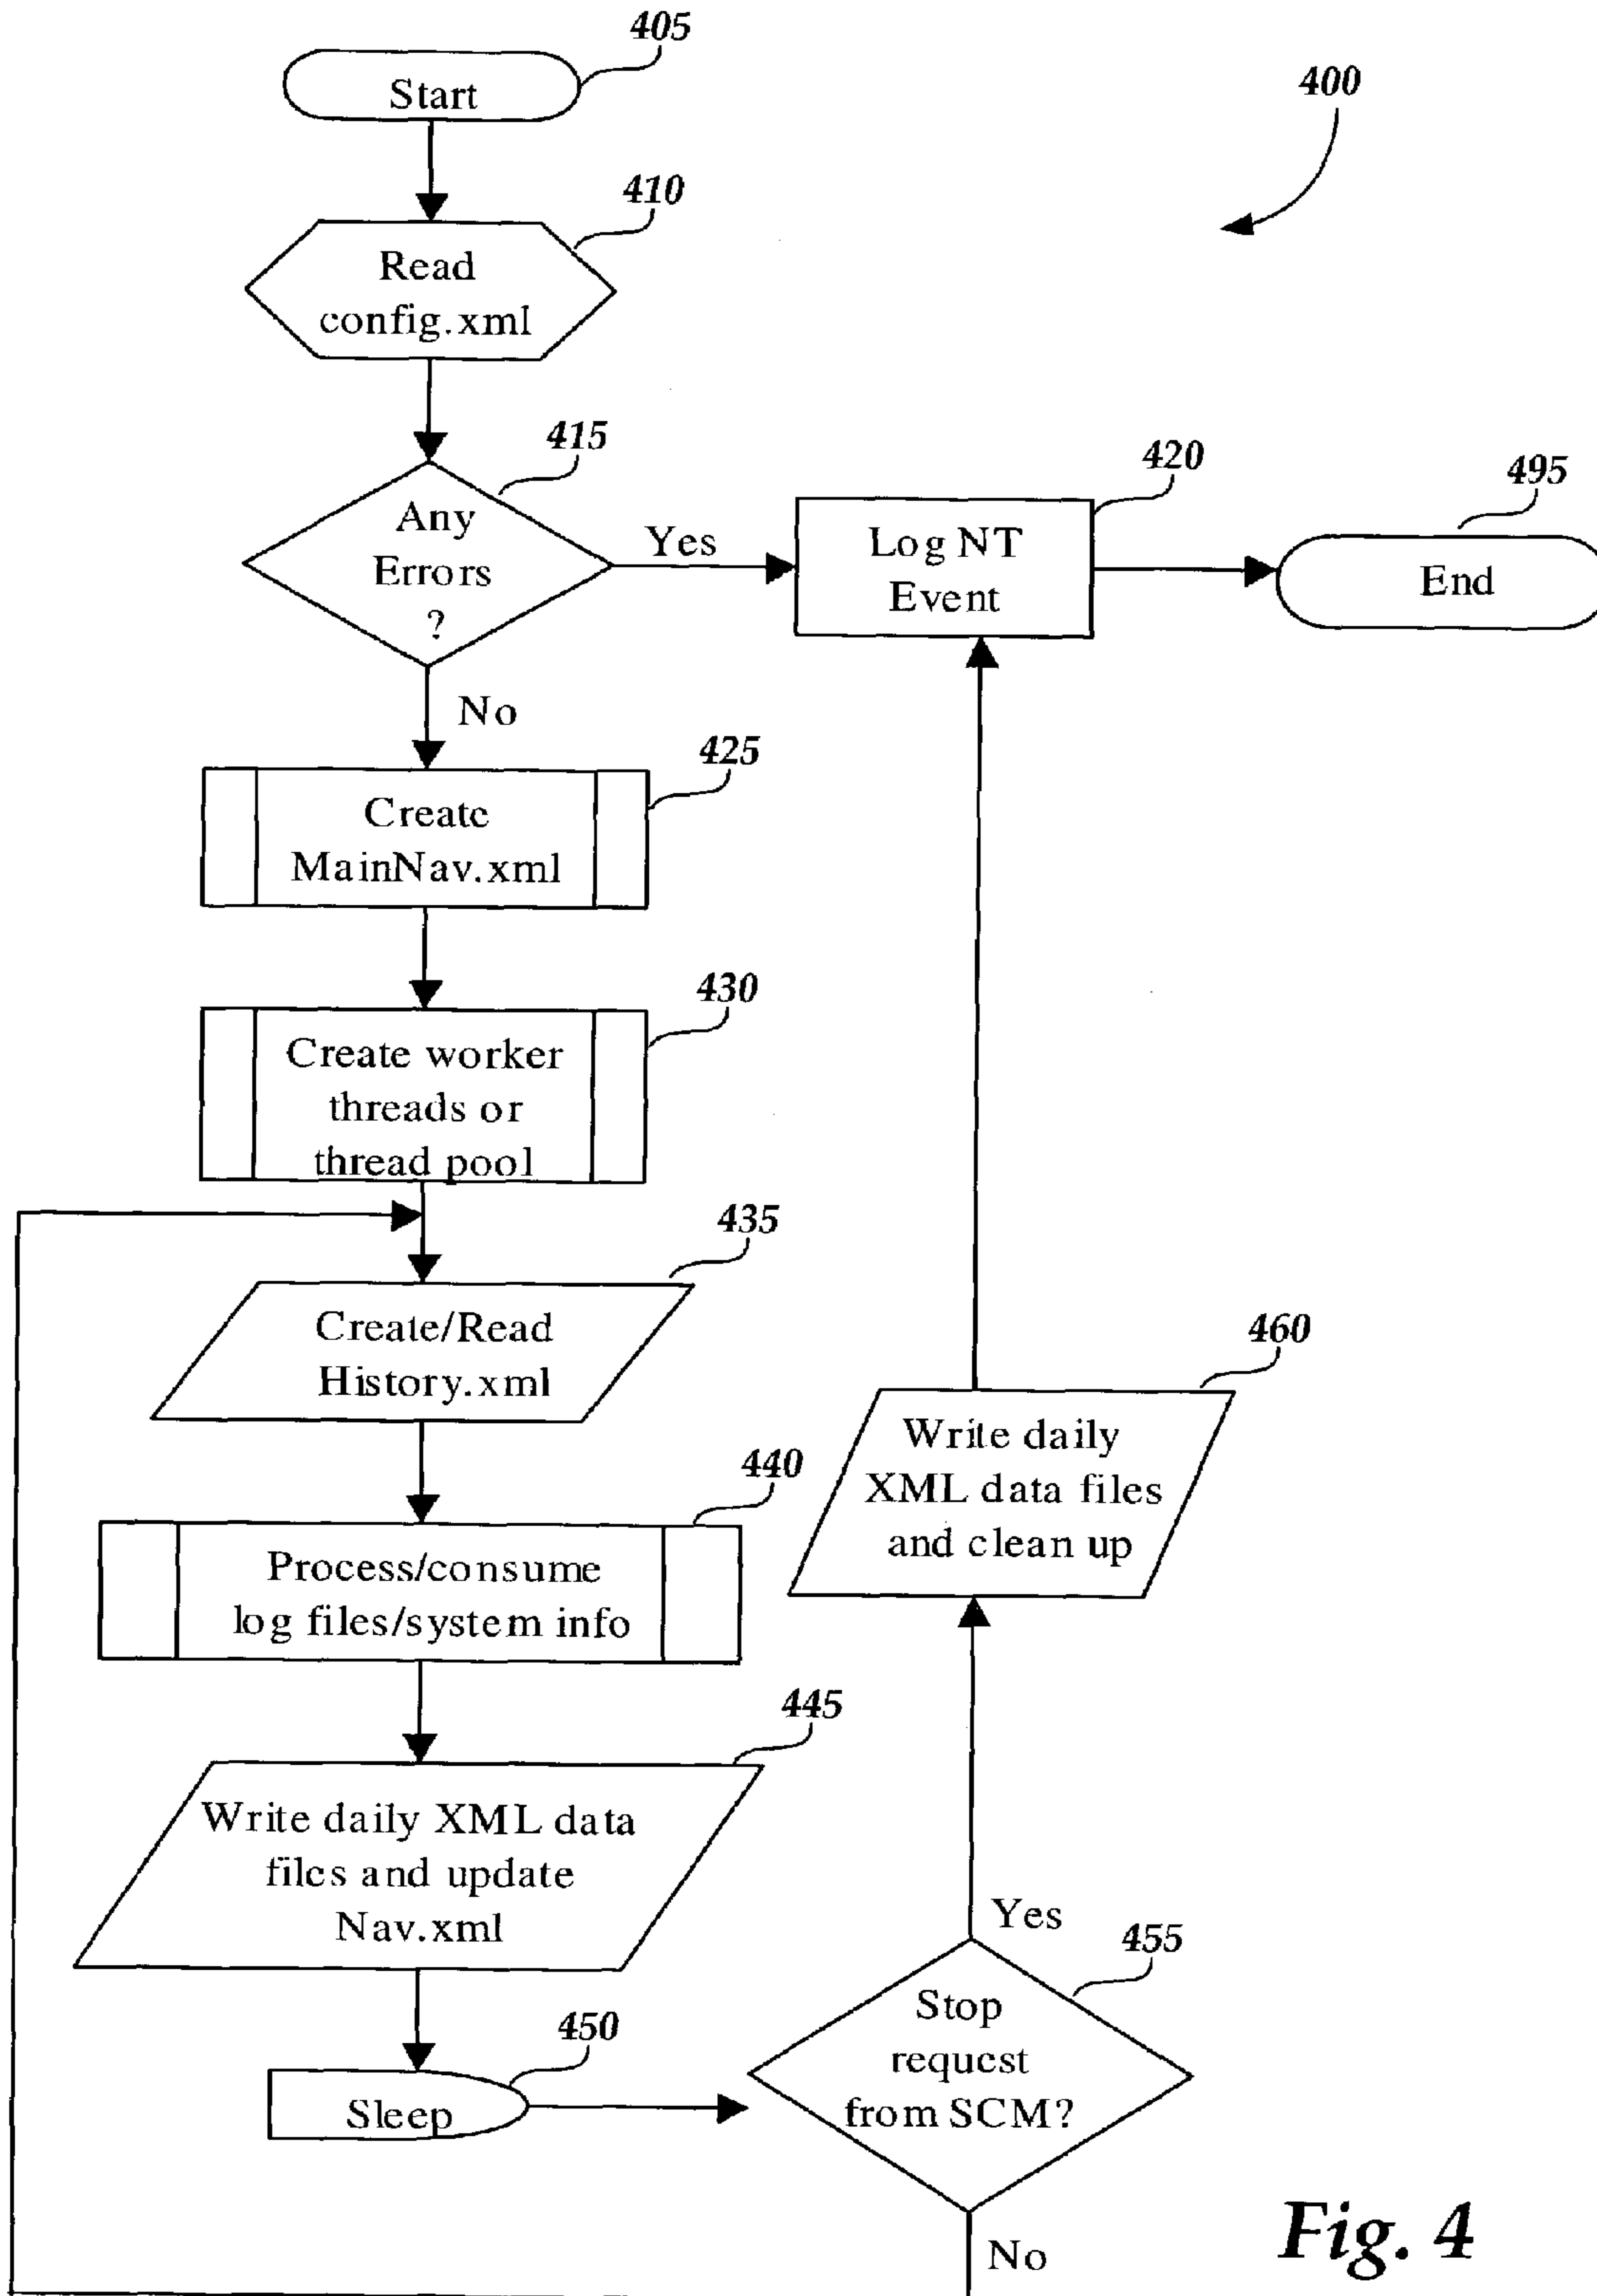 405
Start
400
410
Read
config.xml
415
Any
Errors
?
Yes
420
Log NT
Event
495
End
No
425
Create
MainNav.xml
430
Create worker
threads or
thread pool
435
Create/Read
History.xml
440
Process/consume
log files/system info
445
Write daily XML data
files and update
Nav.xml
450
Sleep
455
Stop
request
from SCM?
Yes
460
Write daily
XML data files
and clean up
No
Fig. 4